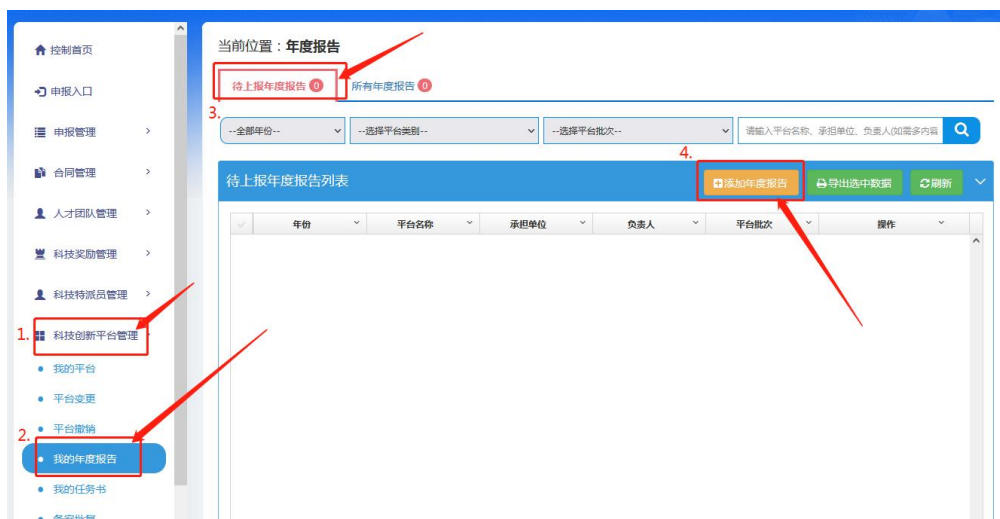 当前位置：年度报告
控制首页
申报入口
申报管理
合同管理
人才团队管理
科技奖励管理
科技特派员管理
1. 科技创新平台管理
我的平台
平台变更
平台撤销
2. 我的年度报告
我的任务书
待上报年度报告 0 所有年度报告 0
3.
--全部年份-- --选择平台类别-- --选择平台批次-- 请输入平台名称、承担单位、负责人(如需多内容
4.
待上报年度报告列表 添加年度报告 导出选中数据 刷新
年份 平台名称 承担单位 负责人 平台批次 操作